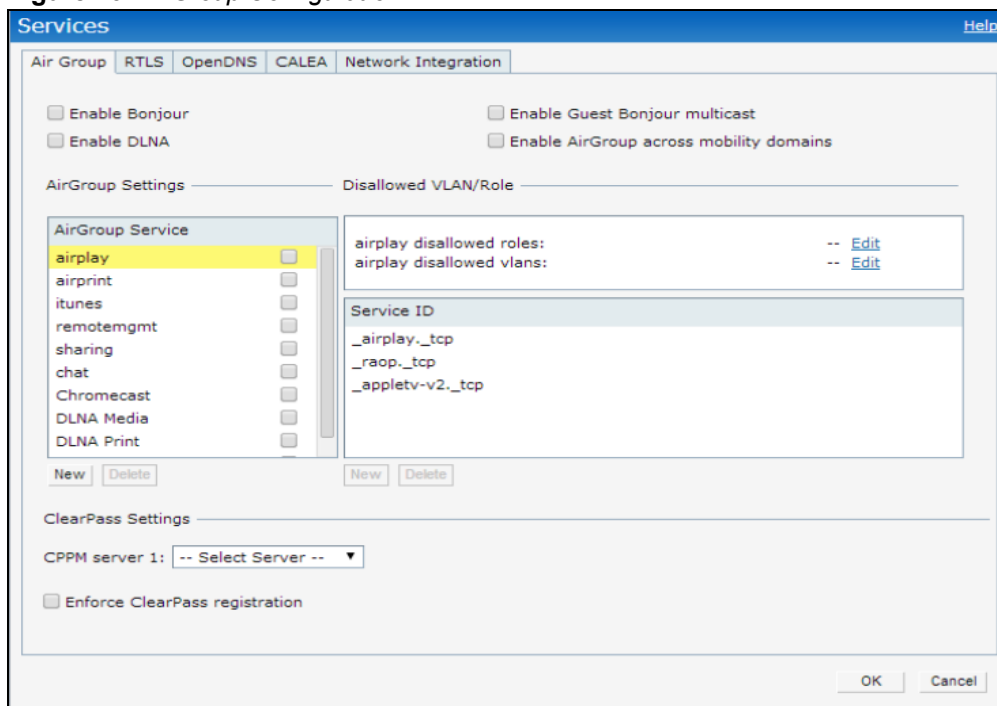 Services
Help
Air Group RTLS OpenDNS CALEA Network Integration
Enable Bonjour
Enable Guest Bonjour multicast
Enable DLNA
Enable AirGroup across mobility domains
AirGroup Settings
Disallowed VLAN/Role
AirGroup Service
airplay
airprint
itunes
remotemgmt
sharing
chat
Chromecast
DLNA Media
DLNA Print
New Delete
airplay disallowed roles: -- Edit
airplay disallowed vlans: -- Edit
Service ID
_airplay._tcp
_raop._tcp
_appletv-v2._tcp
New Delete
ClearPass Settings
CPPM server 1: -- Select Server --
Enforce ClearPass registration
OK Cancel